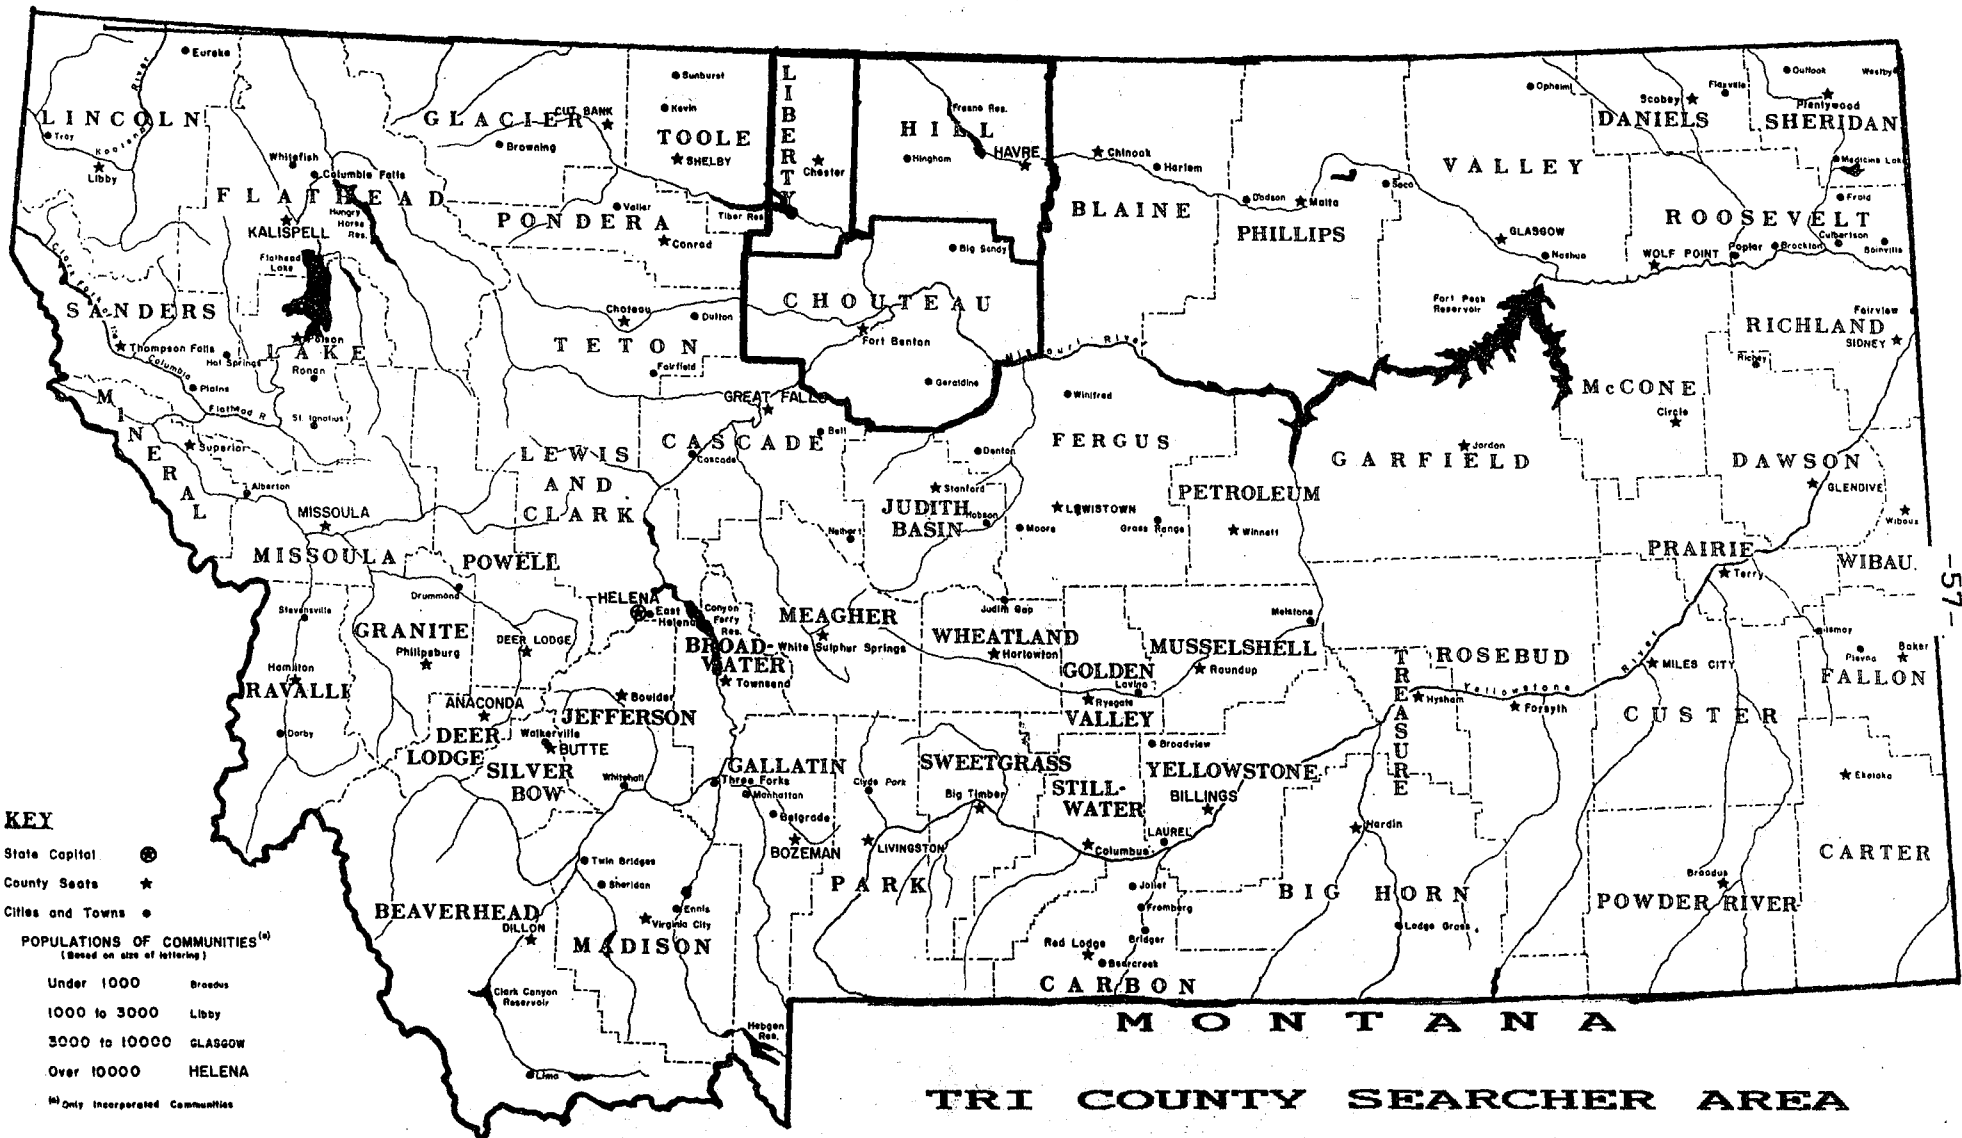 Eureka
LINCOLN
Troy
Kootenai
River
Libby
Whitefish
Columbia Falls
FLATHEAD
KALISPELL
Hungry
Horse
Res.
Flathead
Lake
GLACIER
CUT BANK
Browning
Sunburst
Kevin
TOOLE
SHELBY
LIBERTY
Chester
Tiber Res.
PONDERA
Valier
Conrad
Fresno Res.
HILL
Hingham
HAVRE
Big Sandy
CHOUTEAU
Fort Benton
Geraldine
Chinook
Harlem
BLAINE
Dodson
Malta
PHILLIPS
Saco
VALLEY
Opheim
GLASGOW
Nashua
Fort Peck
Reservoir
Scobey
Flaxville
DANIELS
Outlook
Westby
Plentywood
SHERIDAN
Medicine Lake
Froid
ROOSEVELT
Culbertson
WOLF POINT
Poplar
Brockton
Bainville
SANDERS
Clark Fork
Thompson Falls
Columbia
Hot Springs
Plains
Flathead R.
Polson
LAKE
Ronan
St. Ignatius
MINERAL
Superior
Alberton
TETON
Choteau
Dutton
Fairfield
GREAT FALLS
CASCADE
Belt
Cascade
LEWIS
AND
CLARK
Missouri River
Winifred
FERGUS
Denton
Stanford
JUDITH
BASIN
Hobson
Moore
LEWISTOWN
Grass Range
PETROLEUM
Winnett
Neihart
GARFIELD
Jordan
McCONE
Circle
Fairview
RICHLAND
SIDNEY
Richey
DAWSON
GLENDIVE
Wibaux
WIBAU.
PRAIRIE
Terry
MISSOULA
MISSOULA
POWELL
Stevensville
Drummond
GRANITE
Philipsburg
DEER LODGE
Hamilton
RAVALLI
Darby
HELENA
East
Helena
Canyon
Ferry
Res.
BROAD-
WATER
Townsend
MEAGHER
White Sulphur Springs
Judith Gap
WHEATLAND
Harlowton
GOLDEN
VALLEY
Lavina
Ryegate
MUSSELSHELL
Roundup
Melstone
TREASURE
Hysham
ROSEBUD
Yellowstone
River
Forsyth
MILES CITY
CUSTER
Ismay
Plevna
Baker
FALLON
ANACONDA
DEER
LODGE
Walkerville
BUTTE
SILVER
BOW
Boulder
JEFFERSON
Whitehall
Three Forks
GALLATIN
Manhattan
Belgrade
BOZEMAN
Clyde Park
LIVINGSTON
PARK
SWEETGRASS
Big Timber
STILL-
WATER
Columbus
Broadview
YELLOWSTONE
BILLINGS
LAUREL
Hardin
BIG HORN
Lodge Grass
Ekalaka
CARTER
Broadus
POWDER RIVER
Twin Bridges
Sheridan
Ennis
Virginia City
MADISON
BEAVERHEAD
DILLON
Clark Canyon
Reservoir
Lima
Hebgen
Res.
Joliet
Fromberg
Bridger
Red Lodge
Bearcreek
CARBON
KEY
State Capital
County Seats
Cities and Towns
POPULATIONS OF COMMUNITIES(a)
(Based on size of lettering)
Under 1000 Broadus
1000 to 3000 Libby
3000 to 10000 GLASGOW
Over 10000 HELENA
(a) Only Incorporated Communities
MONTANA
TRI COUNTY SEARCHER AREA
-57-